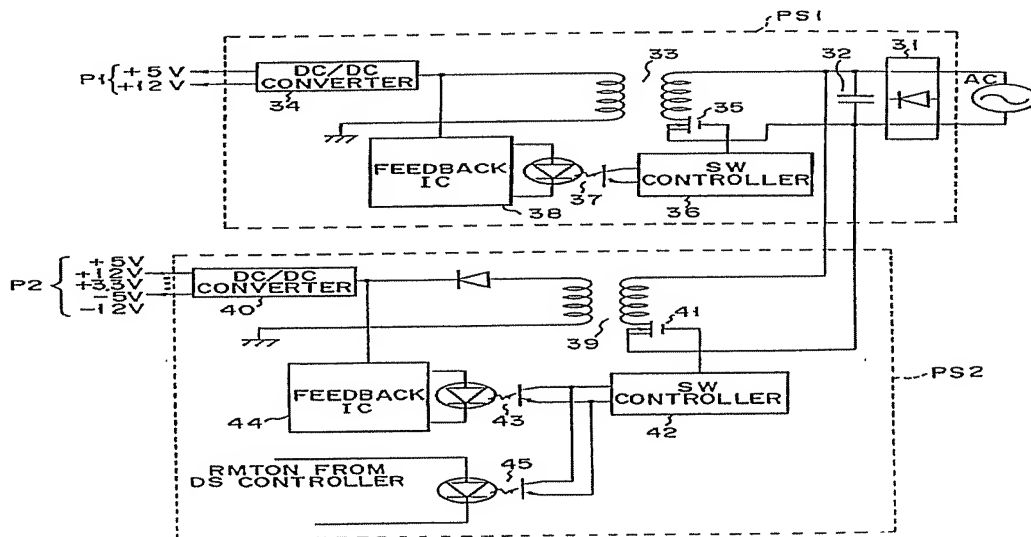 PS1
P1
+5V
+12V
DC/DC
CONVERTER
34
33
32
31
AC
35
FEEDBACK
IC
38
37
SW
CONTROLLER
36
P2
+5V
+12V
+3.3V
-5V
-12V
DC/DC
CONVERTER
40
39
41
PS2
FEEDBACK
IC
44
43
SW
CONTROLLER
42
RMTON FROM
DS CONTROLLER
45